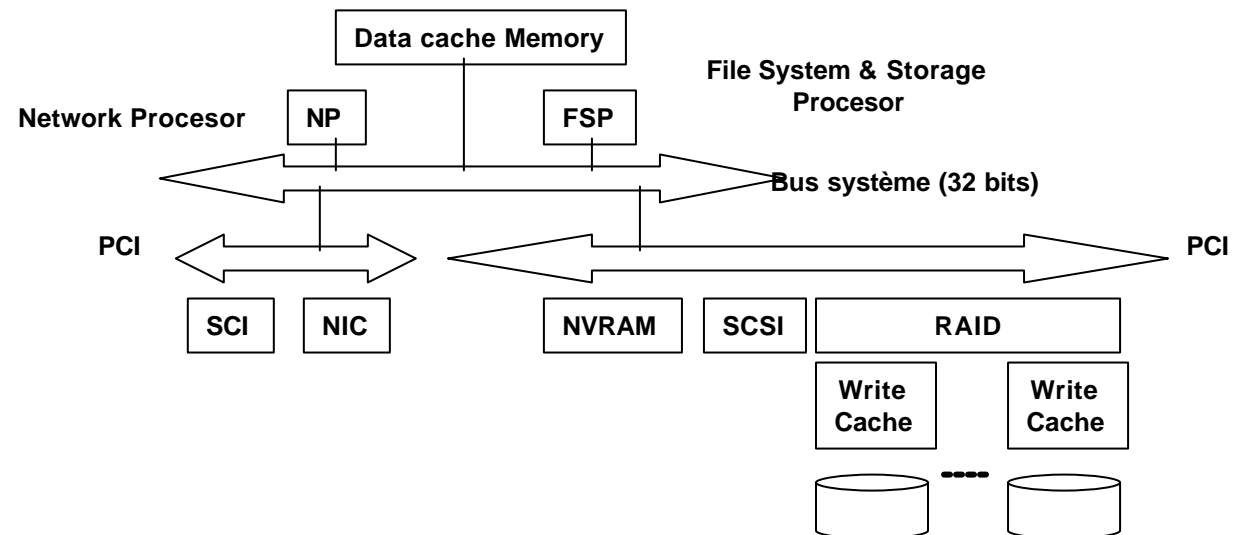 Data cache Memory
File System & Storage
Procesor
Network Procesor
NP
FSP
Bus système (32 bits)
PCI
PCI
SCI
NIC
NVRAM
SCSI
RAID
Write
Cache
Write
Cache